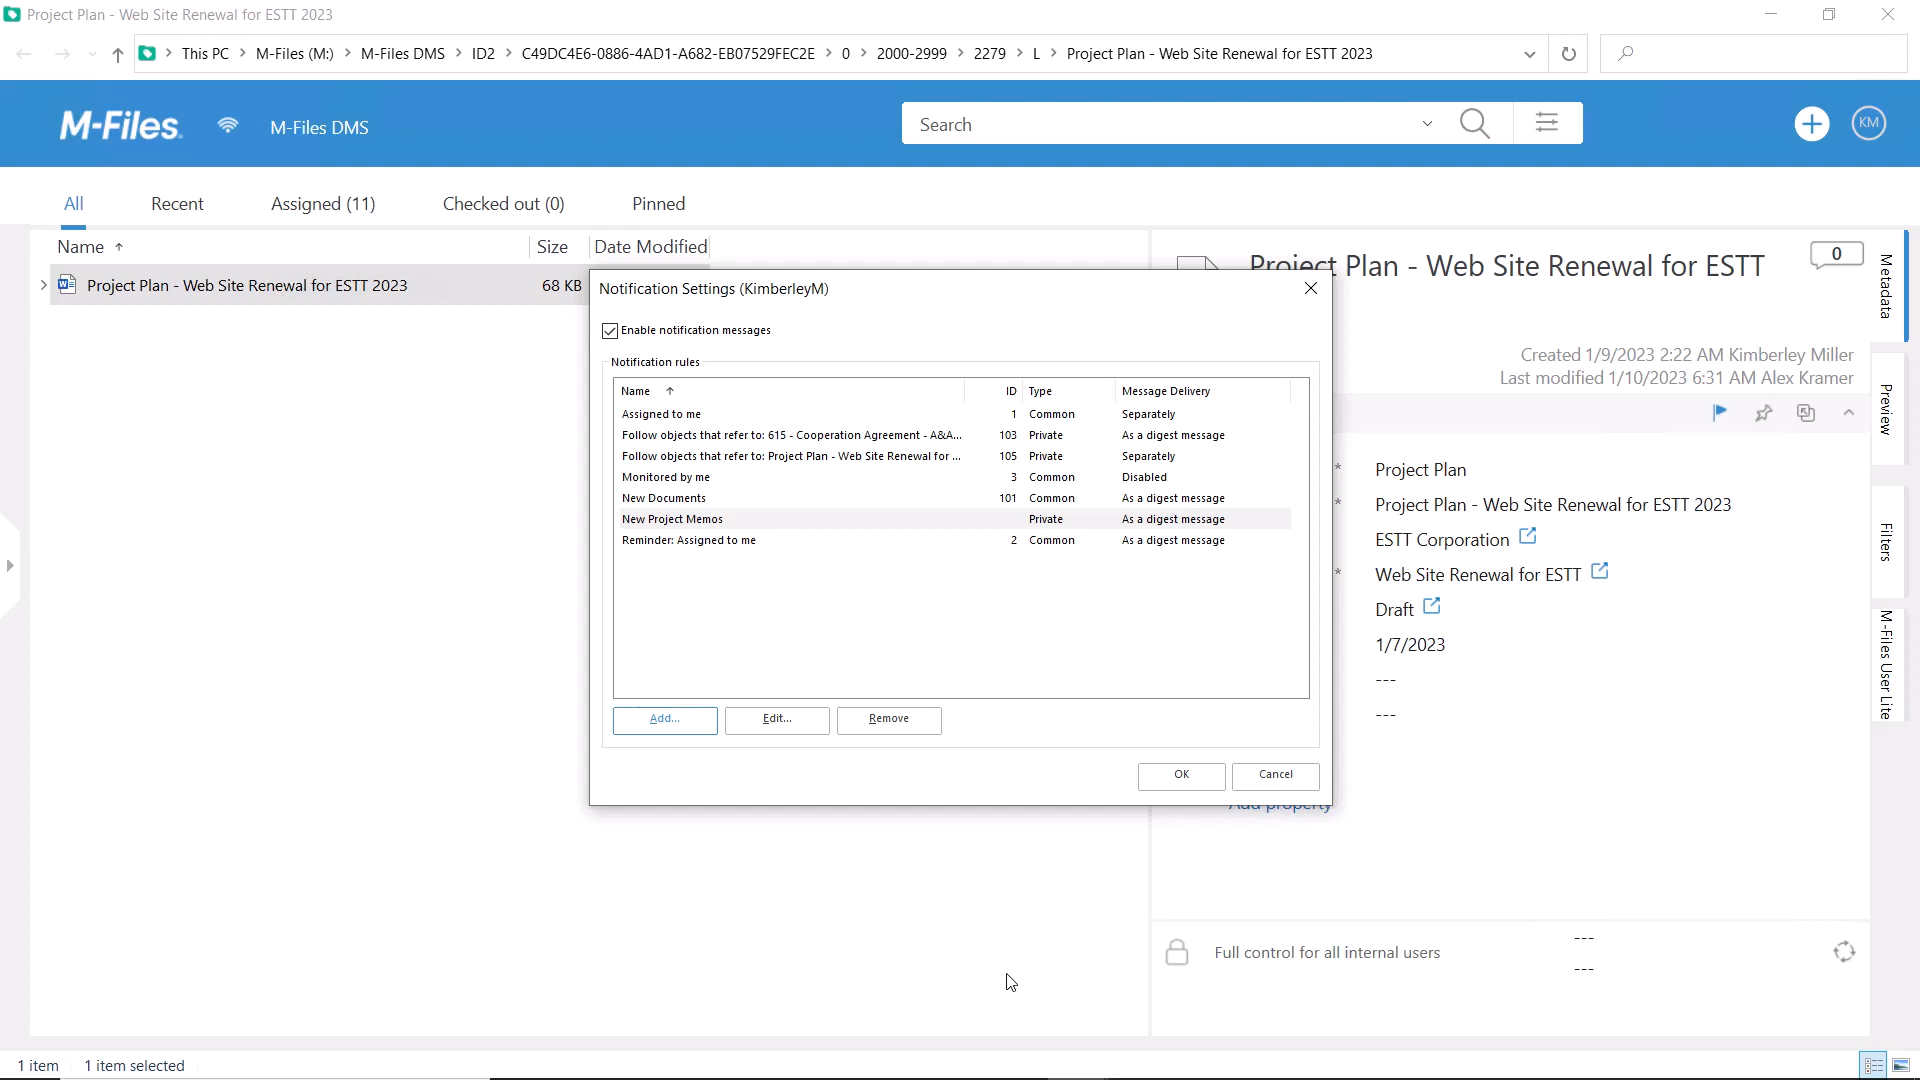 Project Plan - Web Site Renewal for ESTT 2023
This PC > M-Files (M:) > M-Files DMS > ID2 > C49DC4E6-0886-4AD1-A682-EB07529FEC2E > 0 > 2000-2999 > 2279 > L > Project Plan - Web Site Renewal for ESTT 2023
M-Files. M-Files DMS Search KM
All Recent Assigned (11) Checked out (0) Pinned
Name Size Date Modified
Project Plan - Web Site Renewal for ESTT 2023 68 KB
Notification Settings (KimberleyM)
Enable notification messages
Notification rules
Name ID Type Message Delivery
Assigned to me 1 Common Separately
Follow objects that refer to: 615 - Cooperation Agreement - A&A... 103 Private As a digest message
Follow objects that refer to: Project Plan - Web Site Renewal for ... 105 Private Separately
Monitored by me 3 Common Disabled
New Documents 101 Common As a digest message
New Project Memos Private As a digest message
Reminder: Assigned to me 2 Common As a digest message
Add... Edit... Remove
OK Cancel
Project Plan - Web Site Renewal for ESTT
0
Created 1/9/2023 2:22 AM Kimberley Miller
Last modified 1/10/2023 6:31 AM Alex Kramer
* Project Plan
* Project Plan - Web Site Renewal for ESTT 2023
ESTT Corporation
* Web Site Renewal for ESTT
Draft
1/7/2023
---
---
Add property
Full control for all internal users
---
---
Metadata
Preview
Filters
M-Files User Lite
1 item 1 item selected